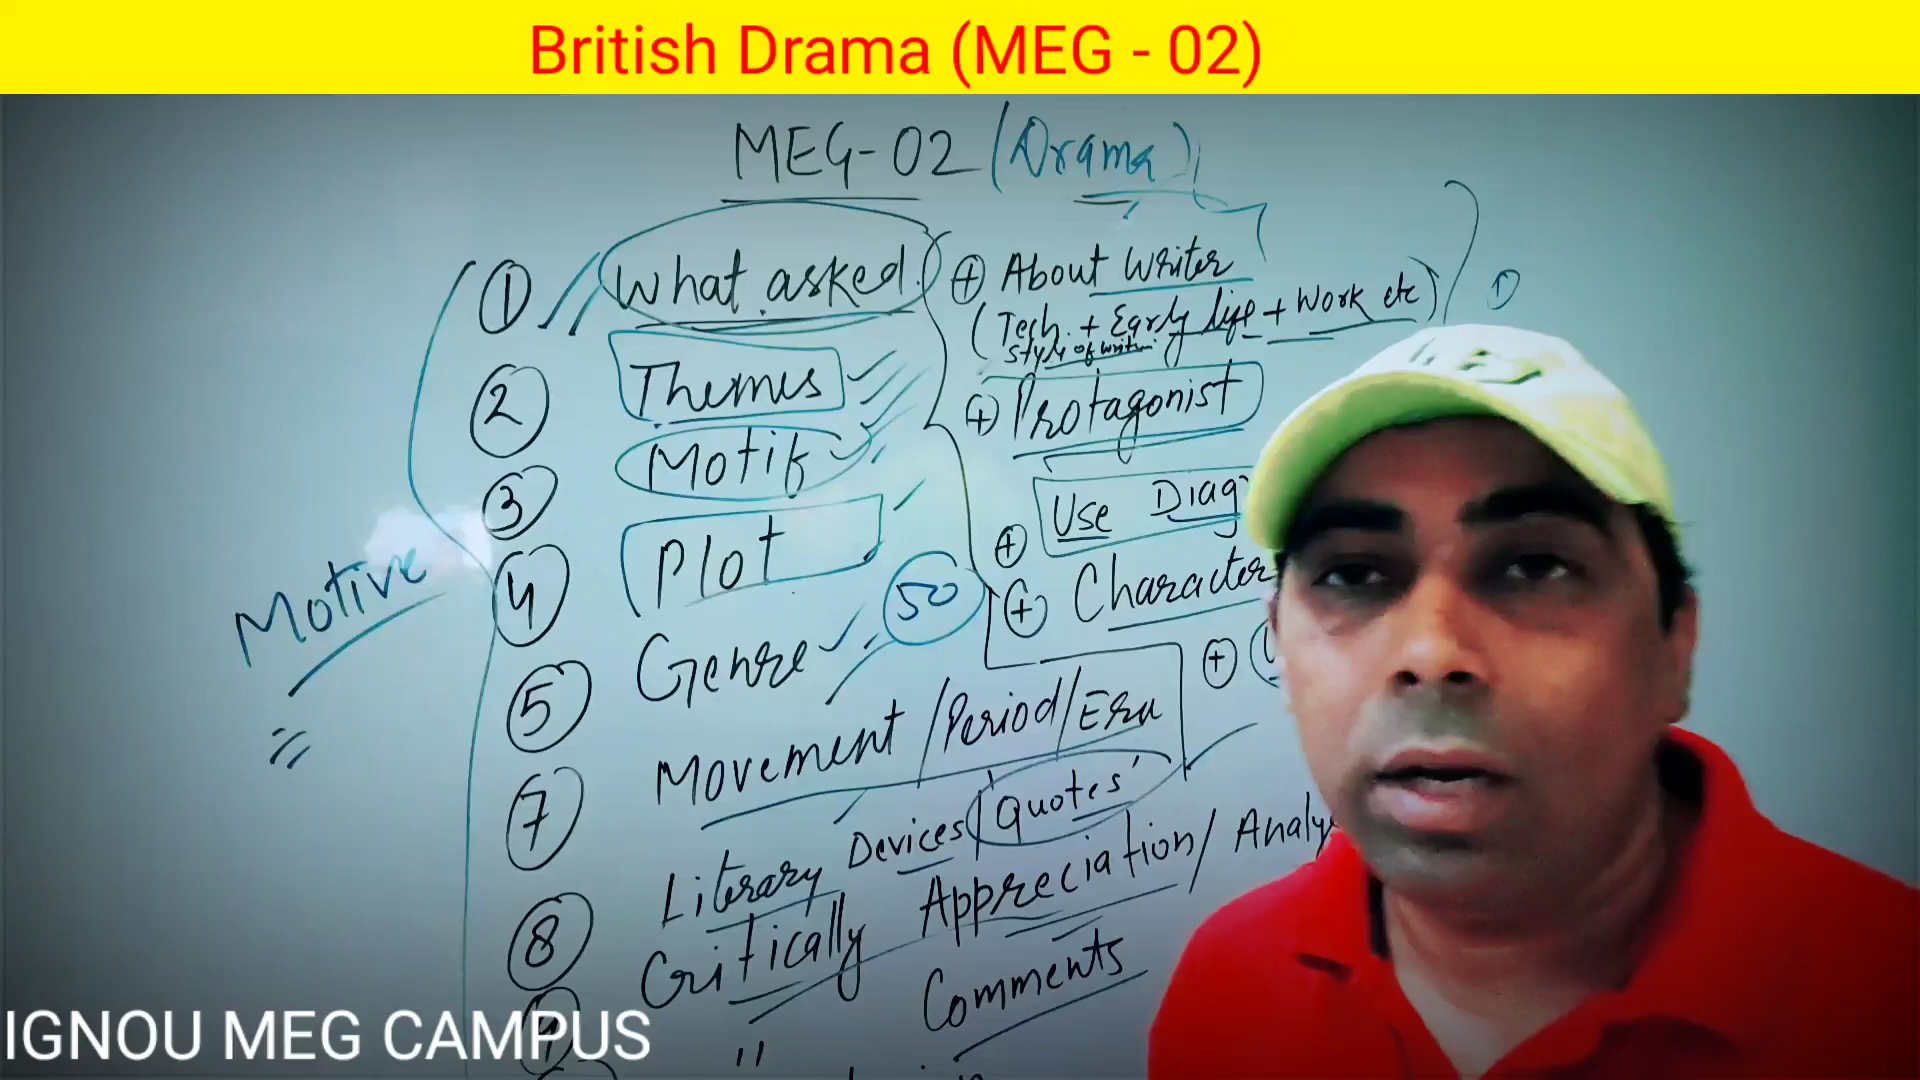 British Drama (MEG - 02)
MEG-02 (Drama)
1 What asked
+ About Writer
(Tech. + Early life + Work etc)
style of writin
2 Themes
+ Protagonist
3 Motif
Use Diag
4 Plot
+
50
+ Character
Motive
5 Genre
+
7 Movement/Period/Era
Literary Devices/Quotes'
8 Critically Appreciation/Analy
Comments
IGNOU MEG CAMPUS